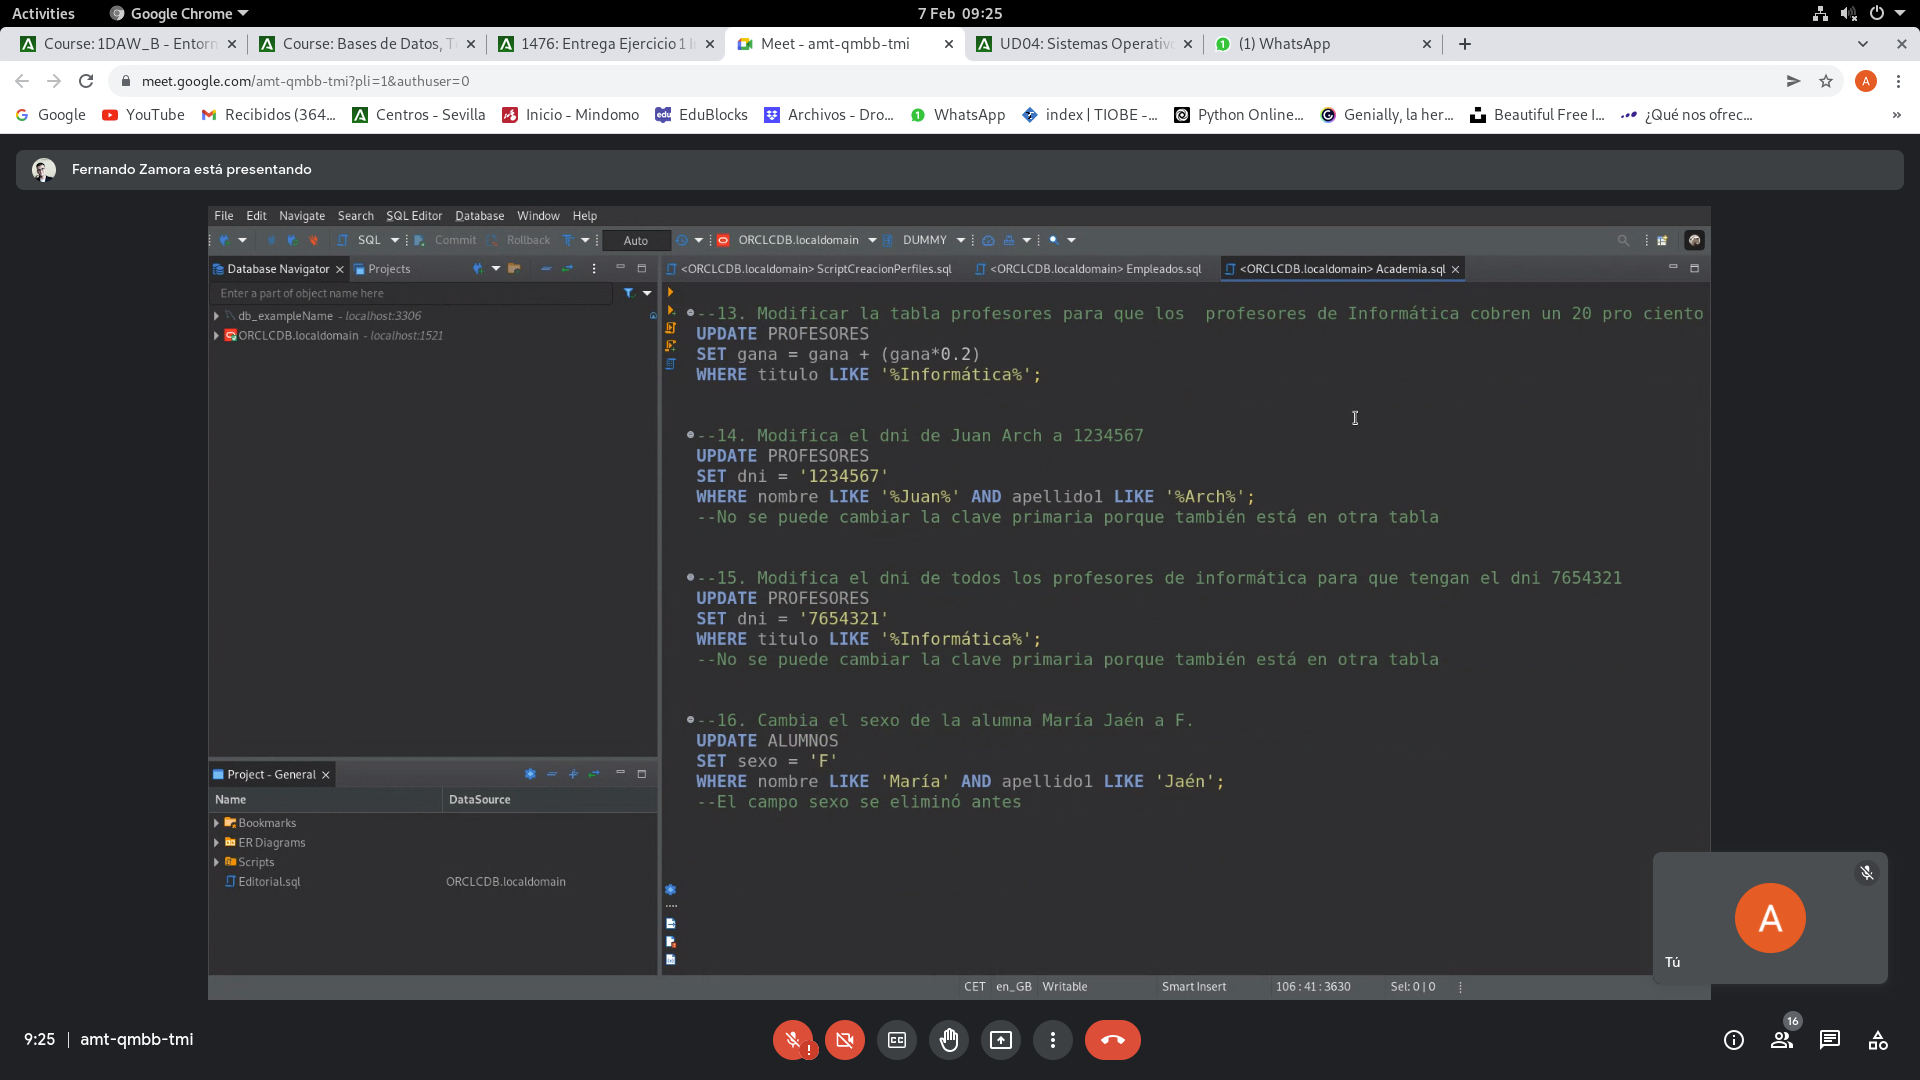 Activities
Google Chrome
7 Feb 09:25
Course: 1DAW_B - Entorn
Course: Bases de Datos, T
1476: Entrega Ejercicio 1 I
Meet - amt-qmbb-tmi
UD04: Sistemas Operativo
(1) WhatsApp
meet.google.com/amt-qmbb-tmi?pli=1&authuser=0
A
Google
YouTube
Recibidos (364...
Centros - Sevilla
Inicio - Mindomo
EduBlocks
Archivos - Dro...
WhatsApp
index | TIOBE -...
Python Online...
Genially, la her...
Beautiful Free I...
¿Qué nos ofrec...
»
Fernando Zamora está presentando
File Edit Navigate Search SQL Editor Database Window Help
SQL Commit Rollback Auto ORCLCDB.localdomain DUMMY
Database Navigator
Projects
<ORCLCDB.localdomain> ScriptCreacionPerfiles.sql
<ORCLCDB.localdomain> Empleados.sql
<ORCLCDB.localdomain> Academia.sql
Enter a part of object name here
db_exampleName - localhost:3306
ORCLCDB.localdomain - localhost:1521
--13. Modificar la tabla profesores para que los  profesores de Informática cobren un 20 pro ciento
UPDATE PROFESORES
SET gana = gana + (gana*0.2)
WHERE titulo LIKE '%Informática%';
--14. Modifica el dni de Juan Arch a 1234567
UPDATE PROFESORES
SET dni = '1234567'
WHERE nombre LIKE '%Juan%' AND apellido1 LIKE '%Arch%';
--No se puede cambiar la clave primaria porque también está en otra tabla
--15. Modifica el dni de todos los profesores de informática para que tengan el dni 7654321
UPDATE PROFESORES
SET dni = '7654321'
WHERE titulo LIKE '%Informática%';
--No se puede cambiar la clave primaria porque también está en otra tabla
--16. Cambia el sexo de la alumna María Jaén a F.
UPDATE ALUMNOS
SET sexo = 'F'
WHERE nombre LIKE 'María' AND apellido1 LIKE 'Jaén';
--El campo sexo se eliminó antes
Project - General
Name DataSource
Bookmarks
ER Diagrams
Scripts
Editorial.sql ORCLCDB.localdomain
CET en_GB Writable Smart Insert 106 : 41 : 3630 Sel: 0 | 0
A
Tú
9:25 | amt-qmbb-tmi
16